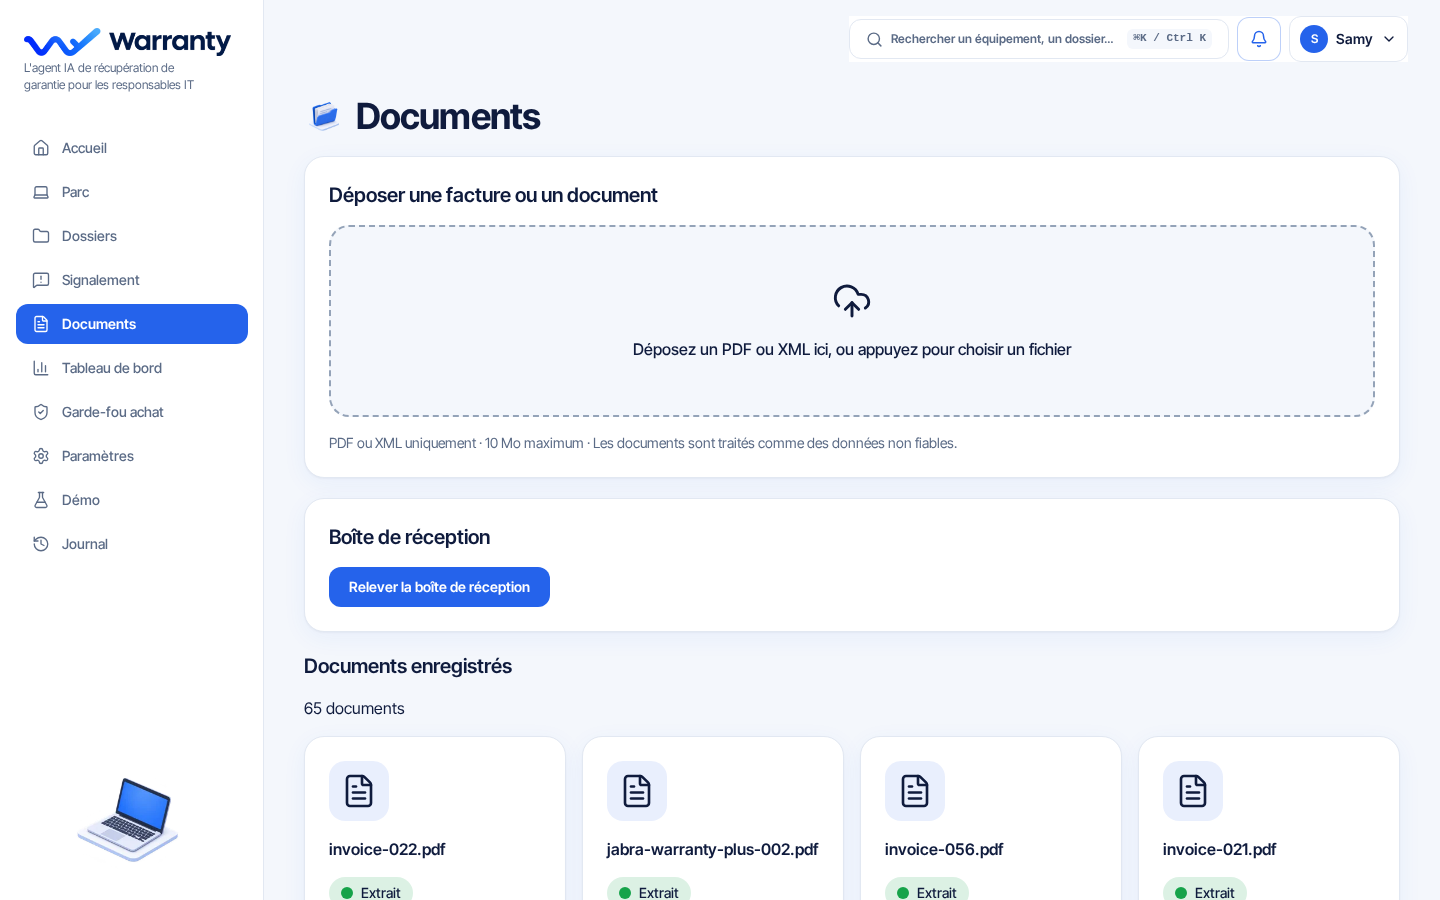 Warranty
L'agent IA de récupération de
garantie pour les responsables IT
Rechercher un équipement, un dossier...
⌘K / Ctrl K
S
Samy
Accueil
Parc
Dossiers
Signalement
Documents
Tableau de bord
Garde-fou achat
Paramètres
Démo
Journal
Documents
Déposer une facture ou un document
Déposez un PDF ou XML ici, ou appuyez pour choisir un fichier
PDF ou XML uniquement · 10 Mo maximum · Les documents sont traités comme des données non fiables.
Boîte de réception
Relever la boîte de réception
Documents enregistrés
65 documents
invoice-022.pdf
Extrait
jabra-warranty-plus-002.pdf
Extrait
invoice-056.pdf
Extrait
invoice-021.pdf
Extrait